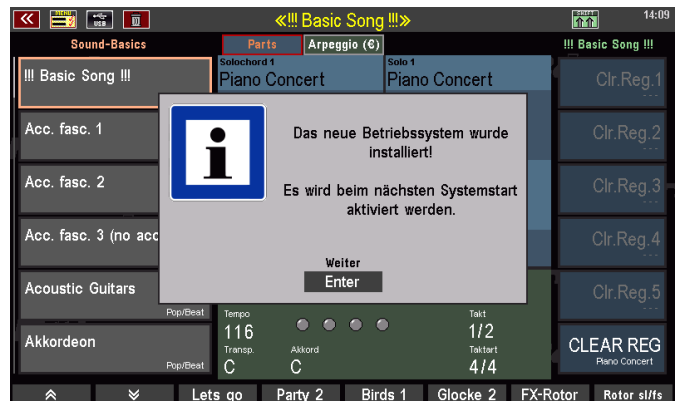 MENU
USB
«!!! Basic Song !!!»
SHIFT
14:09
Sound-Basics
Parts
Arpeggio (€)
!!! Basic Song !!!
!!! Basic Song !!!
Solochord 1
Piano Concert
Solo 1
Piano Concert
Clr.Reg.1
---
Acc. fasc. 1
Clr.Reg.2
---
Acc. fasc. 2
Clr.Reg.3
---
Acc. fasc. 3 (no acc
Clr.Reg.4
---
Das neue Betriebssystem wurde
installiert!
Es wird beim nächsten Systemstart
aktiviert werden.
Weiter
Enter
Acoustic Guitars
Pop/Beat
Clr.Reg.5
---
Akkordeon
Pop/Beat
Tempo
116
Takt
1/2
Transp.
C
Akkord
C
Taktart
4/4
CLEAR REG
Piano Concert
Lets go
Party 2
Birds 1
Glocke 2
FX-Rotor
Rotor sl/fs